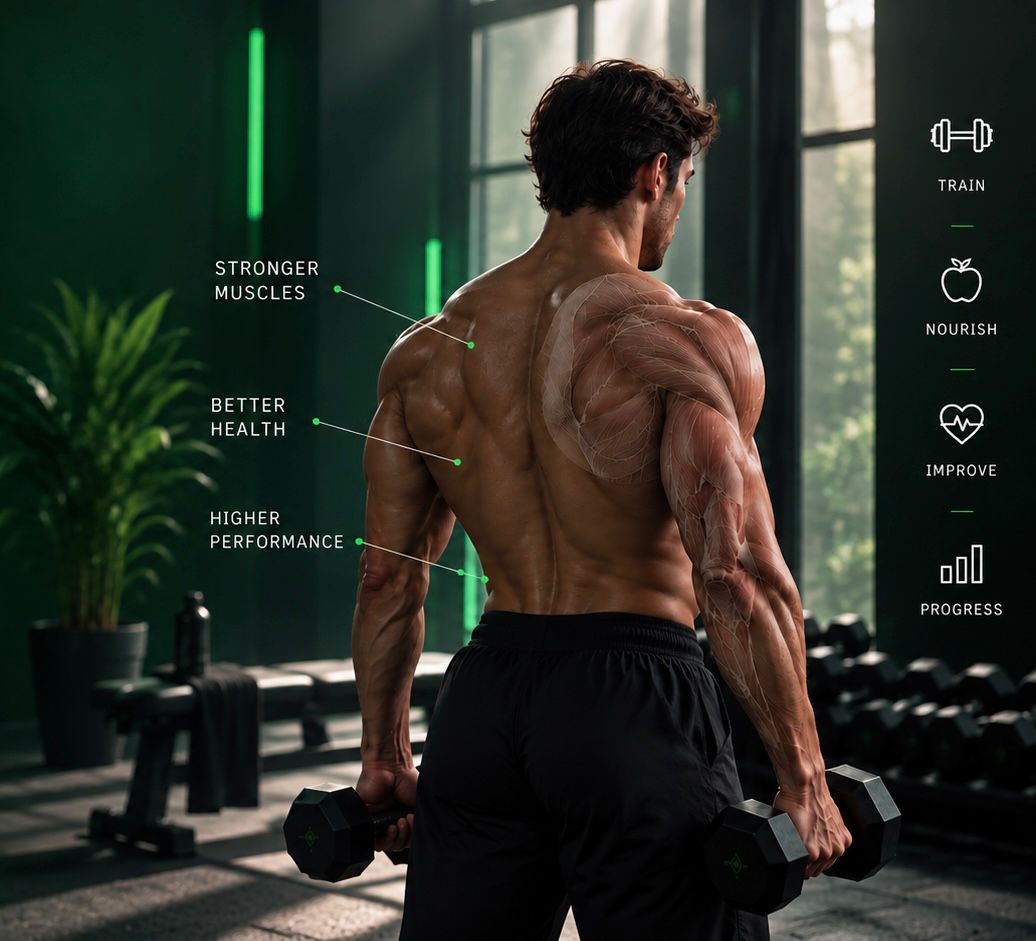 STRONGER
MUSCLES
BETTER
HEALTH
HIGHER
PERFORMANCE
TRAIN
NOURISH
IMPROVE
PROGRESS